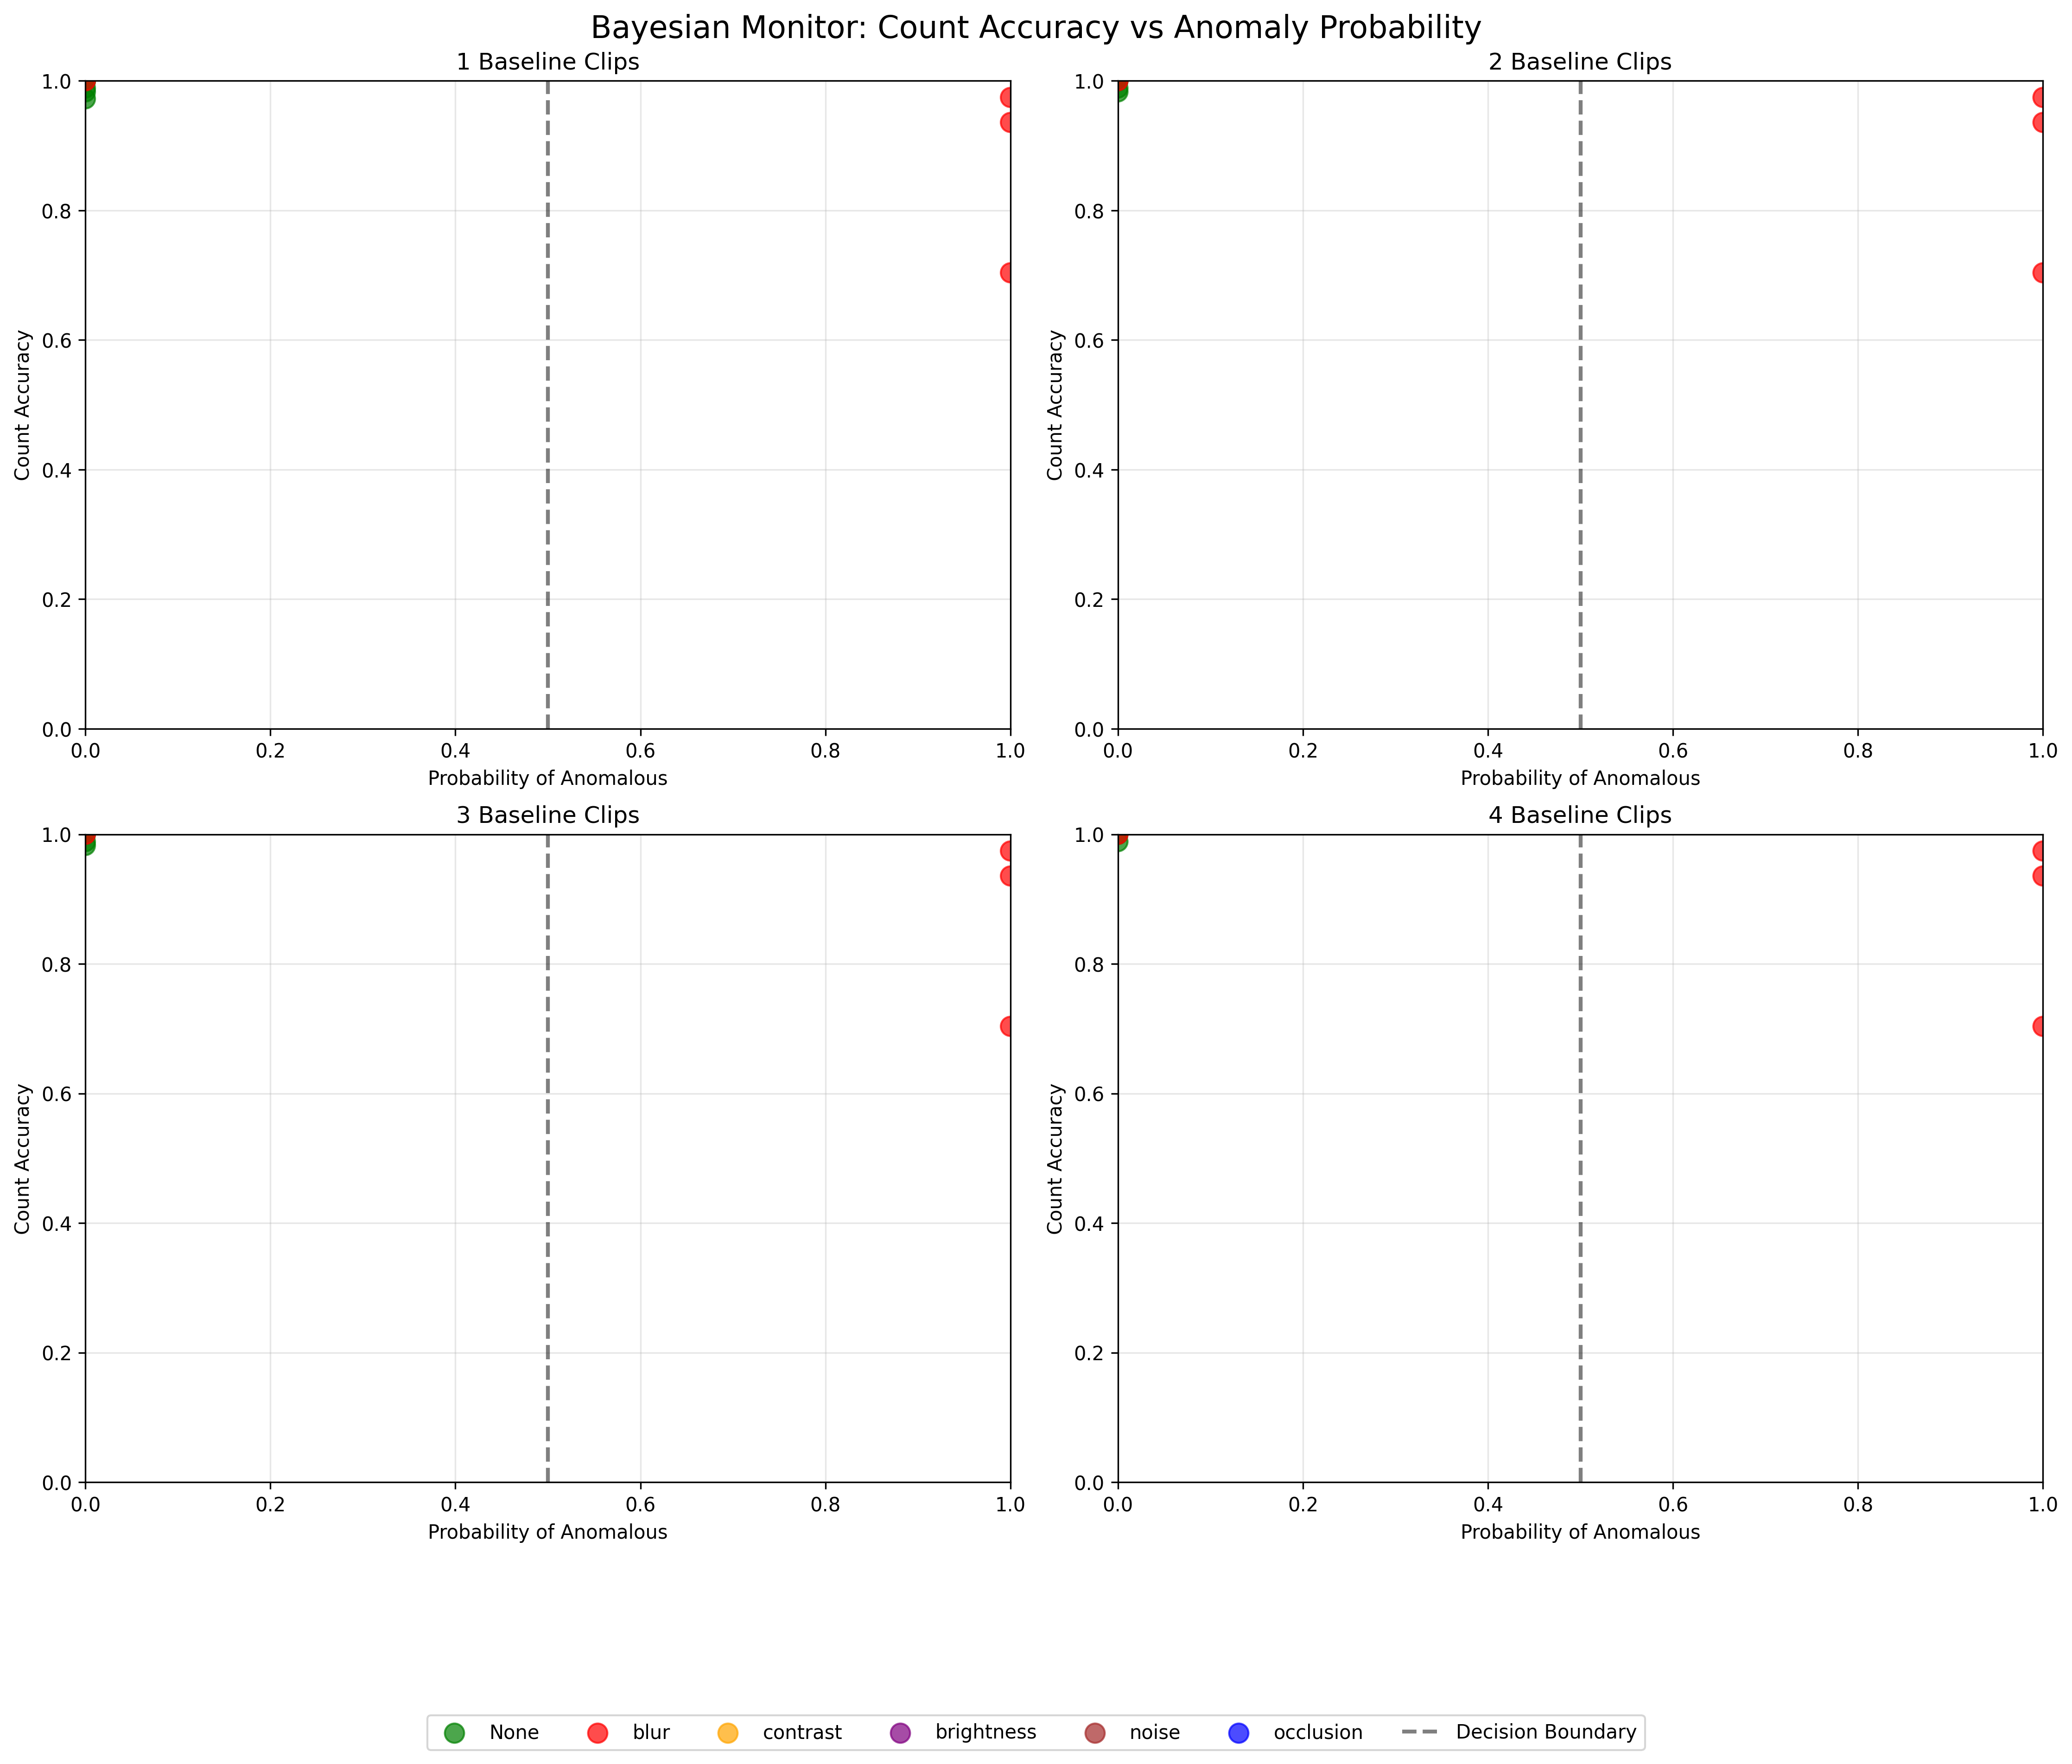 Bayesian Monitor: Count Accuracy vs Anomaly Probability
1 Baseline Clips
1.0
0.8
0.6
0.4
0.2
0.0
Count Accuracy
0.0 0.2 0.4 0.6 0.8 1.0
Probability of Anomalous
2 Baseline Clips
1.0
0.8
0.6
0.4
0.2
0.0
Count Accuracy
0.0 0.2 0.4 0.6 0.8 1.0
Probability of Anomalous
3 Baseline Clips
1.0
0.8
0.6
0.4
0.2
0.0
Count Accuracy
0.0 0.2 0.4 0.6 0.8 1.0
Probability of Anomalous
4 Baseline Clips
1.0
0.8
0.6
0.4
0.2
0.0
Count Accuracy
0.0 0.2 0.4 0.6 0.8 1.0
Probability of Anomalous
None blur contrast brightness noise occlusion Decision Boundary